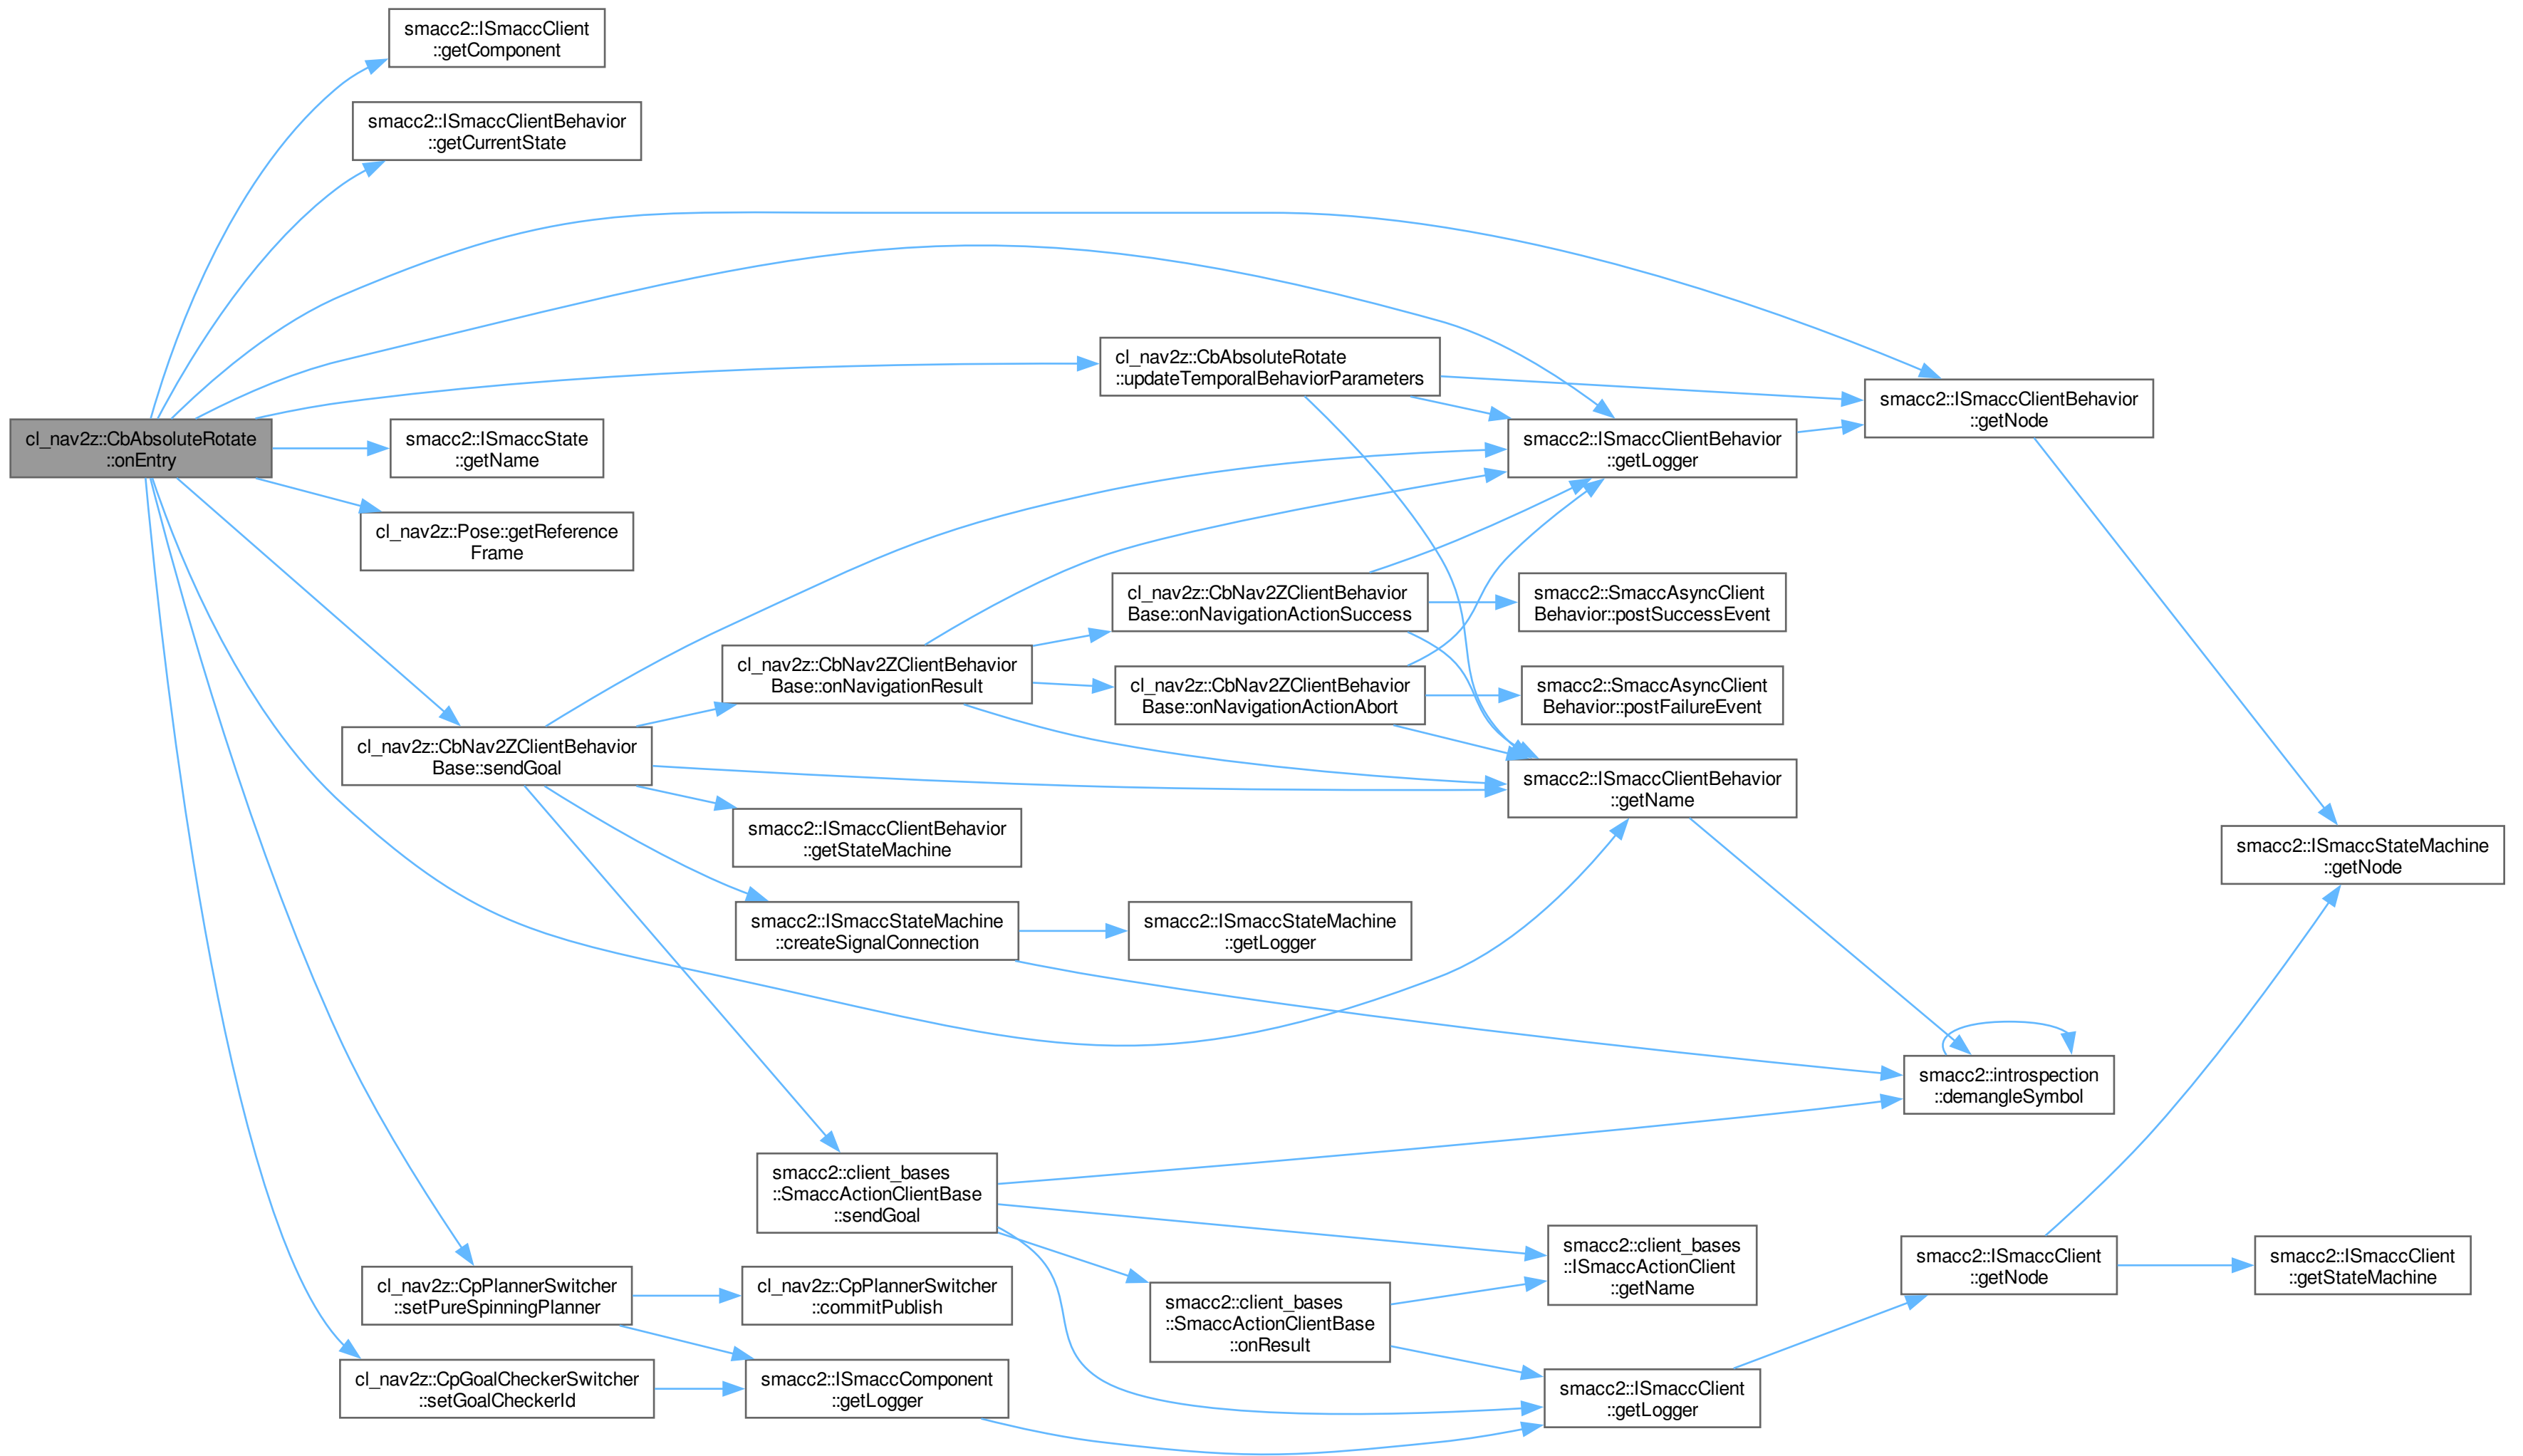 smacc2::ISmaccClient
::getComponent
smacc2::ISmaccClientBehavior
::getCurrentState
cl_nav2z::CbAbsoluteRotate
::updateTemporalBehaviorParameters
smacc2::ISmaccClientBehavior
::getNode
cl_nav2z::CbAbsoluteRotate
::onEntry
smacc2::ISmaccState
::getName
smacc2::ISmaccClientBehavior
::getLogger
cl_nav2z::Pose::getReference
Frame
cl_nav2z::CbNav2ZClientBehavior
Base::onNavigationActionSuccess
smacc2::SmaccAsyncClient
Behavior::postSuccessEvent
cl_nav2z::CbNav2ZClientBehavior
Base::onNavigationResult
cl_nav2z::CbNav2ZClientBehavior
Base::onNavigationActionAbort
smacc2::SmaccAsyncClient
Behavior::postFailureEvent
cl_nav2z::CbNav2ZClientBehavior
Base::sendGoal
smacc2::ISmaccClientBehavior
::getName
smacc2::ISmaccClientBehavior
::getStateMachine
smacc2::ISmaccStateMachine
::getNode
smacc2::ISmaccStateMachine
::createSignalConnection
smacc2::ISmaccStateMachine
::getLogger
smacc2::introspection
::demangleSymbol
smacc2::client_bases
::SmaccActionClientBase
::sendGoal
smacc2::client_bases
::ISmaccActionClient
::getName
smacc2::ISmaccClient
::getNode
smacc2::ISmaccClient
::getStateMachine
cl_nav2z::CpPlannerSwitcher
::setPureSpinningPlanner
cl_nav2z::CpPlannerSwitcher
::commitPublish
smacc2::client_bases
::SmaccActionClientBase
::onResult
cl_nav2z::CpGoalCheckerSwitcher
::setGoalCheckerId
smacc2::ISmaccComponent
::getLogger
smacc2::ISmaccClient
::getLogger